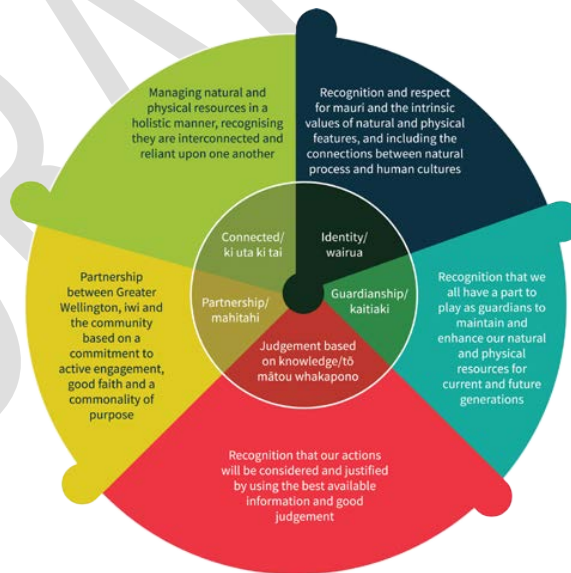 Managing natural and
physical resources in a
holistic manner, recognising
they are interconnected and
reliant upon one another
Recognition and respect
for mauri and the intrinsic
values of natural and physical
features, and including the
connections between natural
process and human cultures
Connected/
ki uta ki tai
Identity/
wairua
Partnership
between Greater
Wellington, iwi and
the community
based on a
commitment to
active engagement,
good faith and a
commonality of
purpose
Partnership/
mahitahi
Guardianship/
kaitiaki
Recognition that we
all have a part to
play as guardians to
maintain and
enhance our natural
and physical
resources for
current and future
generations
Judgement based
on knowledge/tō
mātou whakapono
Recognition that our actions
will be considered and justified
by using the best available
information and good
judgement